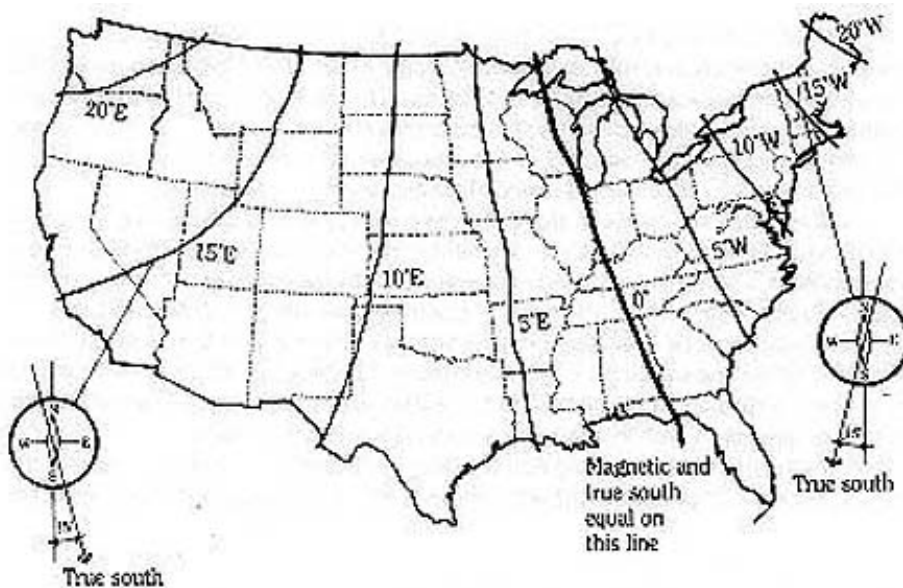 20°W
15°W
20°E
10°W
15°E
10°E
5°W
5°E
0°
N
W E
S
N
W E
S
15°
True south
15°
True south
Magnetic and
true south
equal on
this line